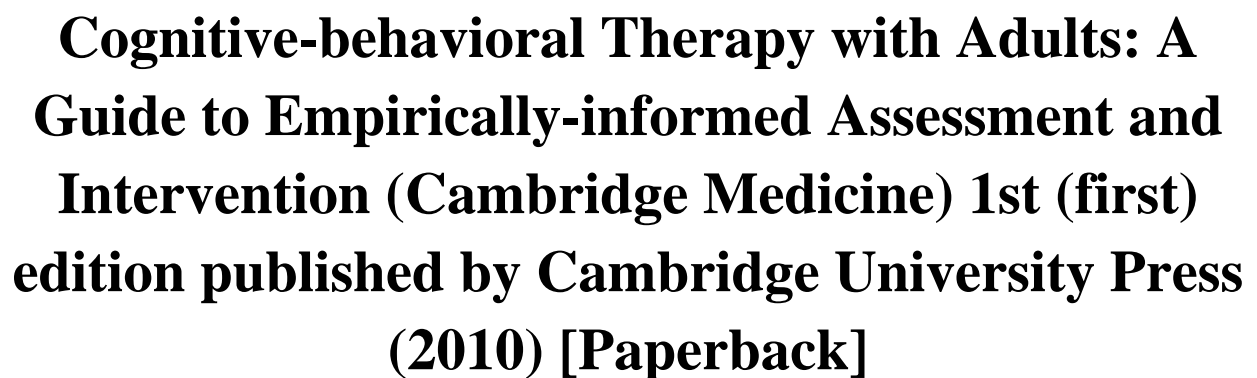 Cognitive-behavioral Therapy with Adults: A
Guide to Empirically-informed Assessment and
Intervention (Cambridge Medicine) 1st (first)
edition published by Cambridge University Press
(2010) [Paperback]